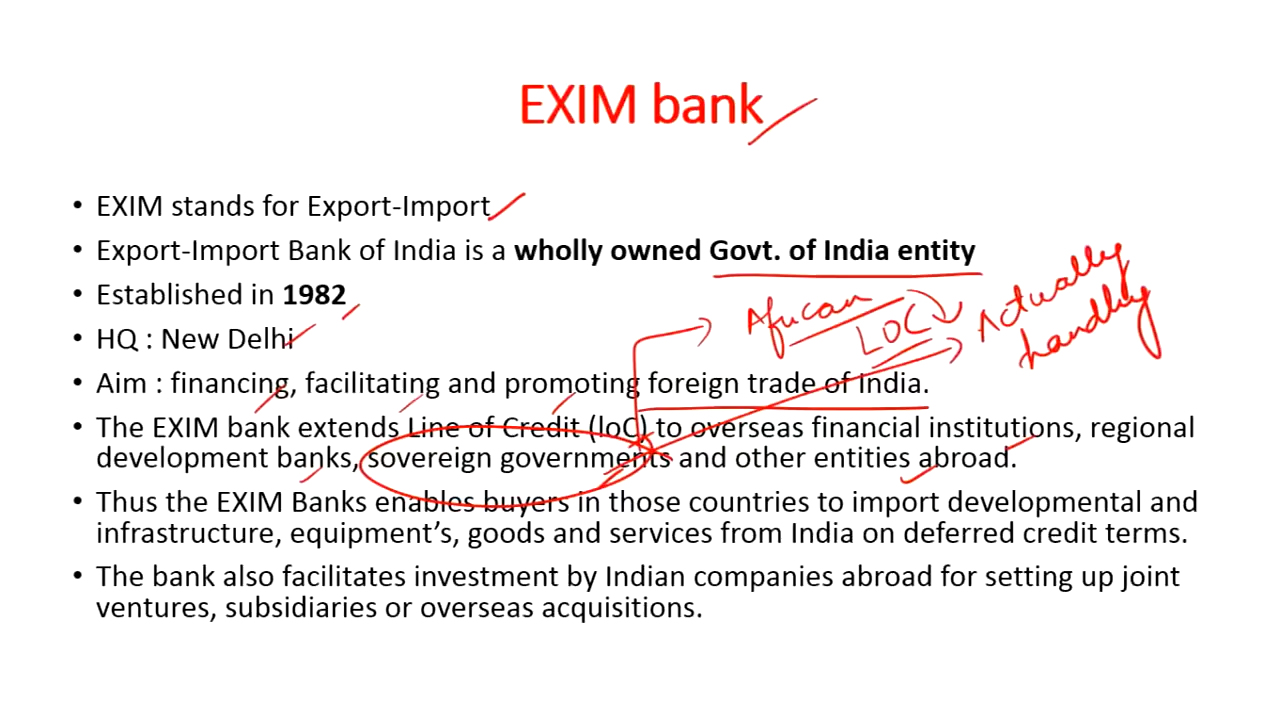 EXIM bank
• EXIM stands for Export-Import
• Export-Import Bank of India is a wholly owned Govt. of India entity
• Established in 1982
• HQ : New Delhi
• Aim : financing, facilitating and promoting foreign trade of India.
• The EXIM bank extends Line of Credit (loC) to overseas financial institutions, regional
development banks, sovereign governments and other entities abroad.
• Thus the EXIM Banks enables buyers in those countries to import developmental and
infrastructure, equipment’s, goods and services from India on deferred credit terms.
• The bank also facilitates investment by Indian companies abroad for setting up joint
ventures, subsidiaries or overseas acquisitions.
African
LOC
Actually
handling